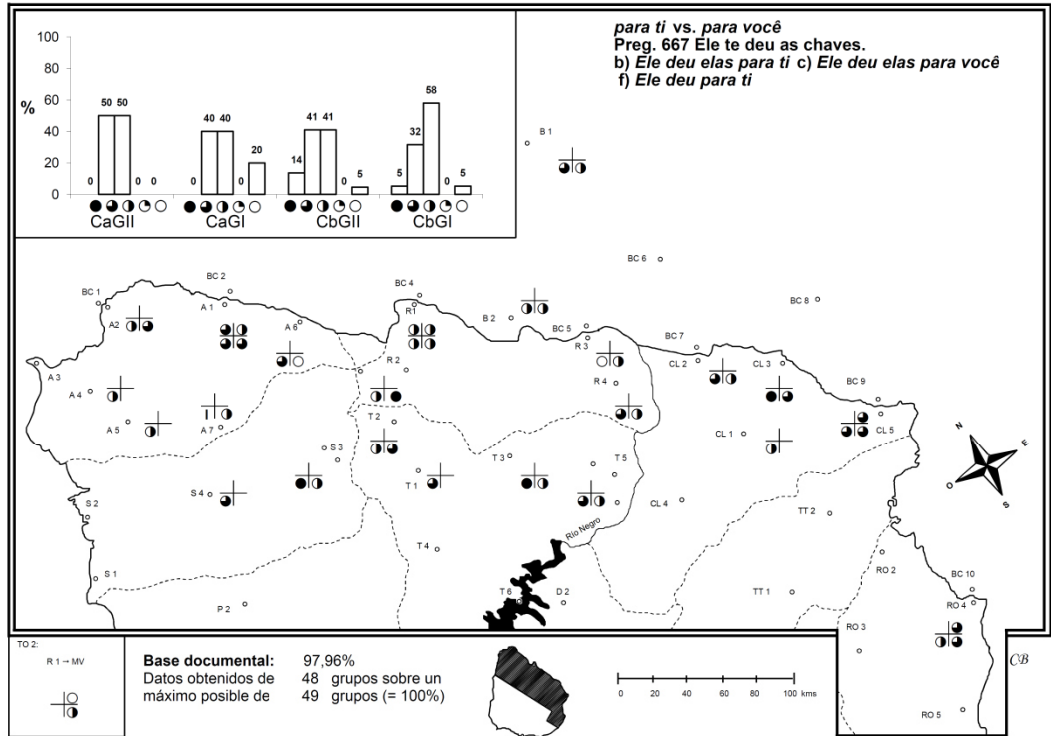 para ti vs. para você
Preg. 667 Ele te deu as chaves.
b) Ele deu elas para ti c) Ele deu elas para você
f) Ele deu para ti
100
80
60
%
40
20
0
0 50 50 0 0
0 40 40 0 20
14 41 41 0 5
5 32 58 0 5
CaGII CaGI CbGII CbGI
B 1
BC 6
BC 2
BC 1
A 1
A2
A 6
BC 4
R1
B 2
BC 5
R 3
BC 8
BC 7
CL 2
CL 3
A 3
A 4
R 2
R 4
BC 9
A 5
A 7
T 2
CL 1
CL 5
S 3
T 3
T 5
T 1
N
E
O
S
S 4
S 2
CL 4
TT 2
Río Negro
T 4
RO 2
S 1
P 2
T 6
D 2
TT 1
BC 10
RO 4
RO 3
RO 5
CB
TO 2:
R 1 → MV
Base documental: 97,96%
Datos obtenidos de 48 grupos sobre un
máximo posible de 49 grupos (= 100%)
0 20 40 60 80 100 kms